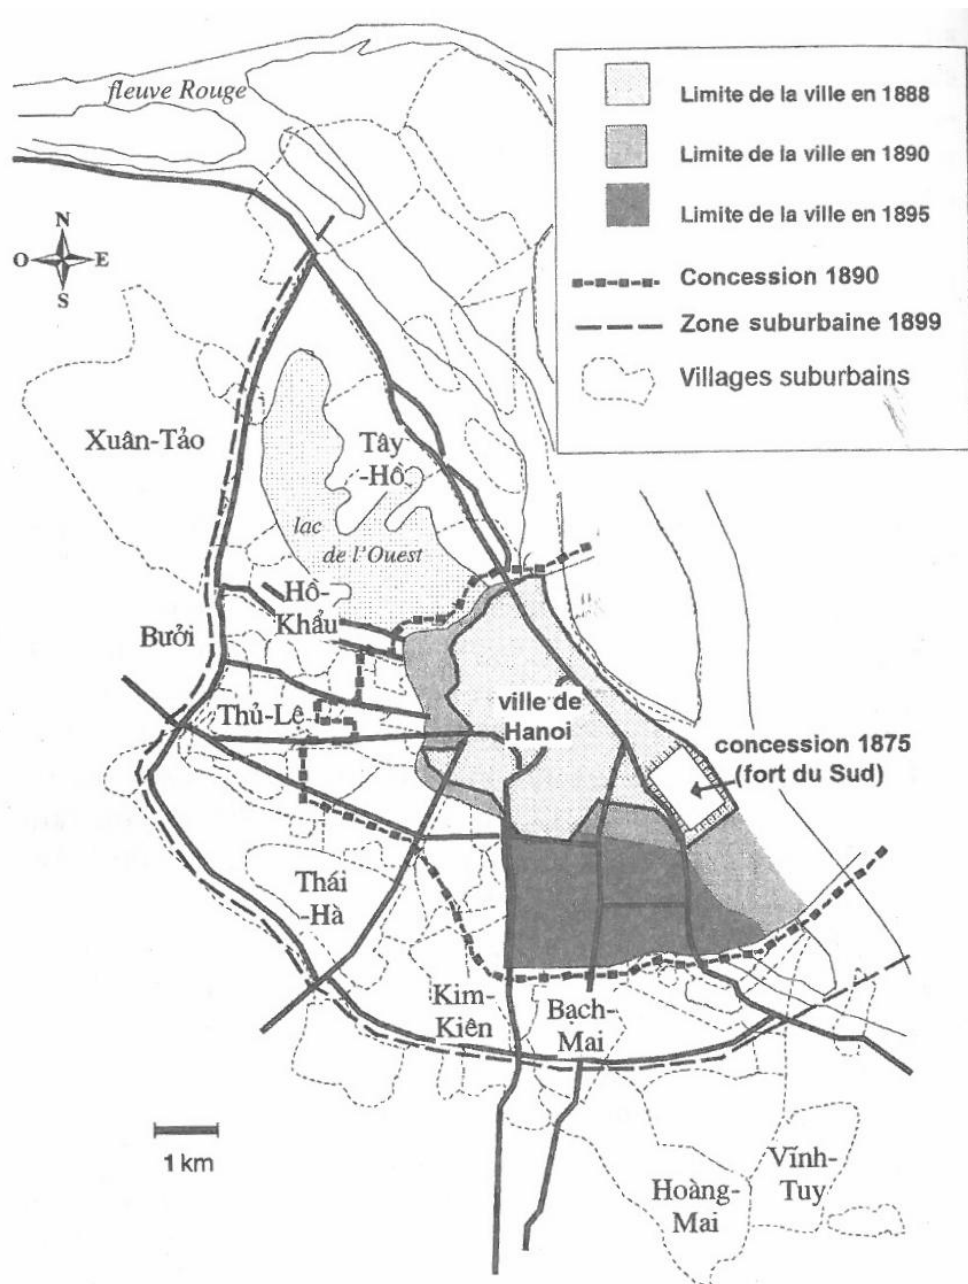 fleuve Rouge
Limite de la ville en 1888
Limite de la ville en 1890
Limite de la ville en 1895
Concession 1890
Zone suburbaine 1899
Villages suburbains
N
O
E
S
Xuân-Tảo
Tây
-Hồ
lac
de l'Ouest
Hồ-
Khẩu
Bưởi
Thủ-Lê
ville de
Hanoi
concession 1875
(fort du Sud)
Thái
-Hà
Kim-
Kiên
Bach-
Mai
1 km
Hoàng-
Mai
Vĩnh-
Tuy